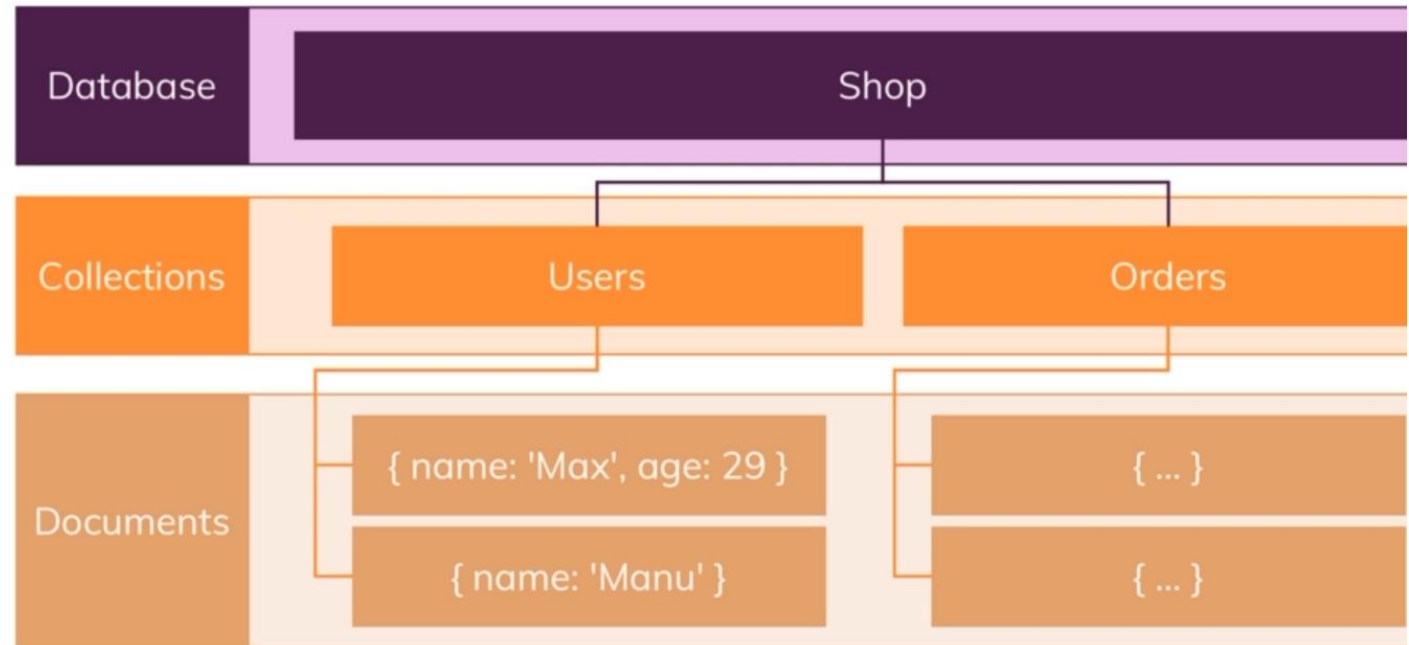 Database
Shop
Collections
Users
Orders
Documents
{ name: 'Max', age: 29 }
{ ... }
{ name: 'Manu' }
{ ... }